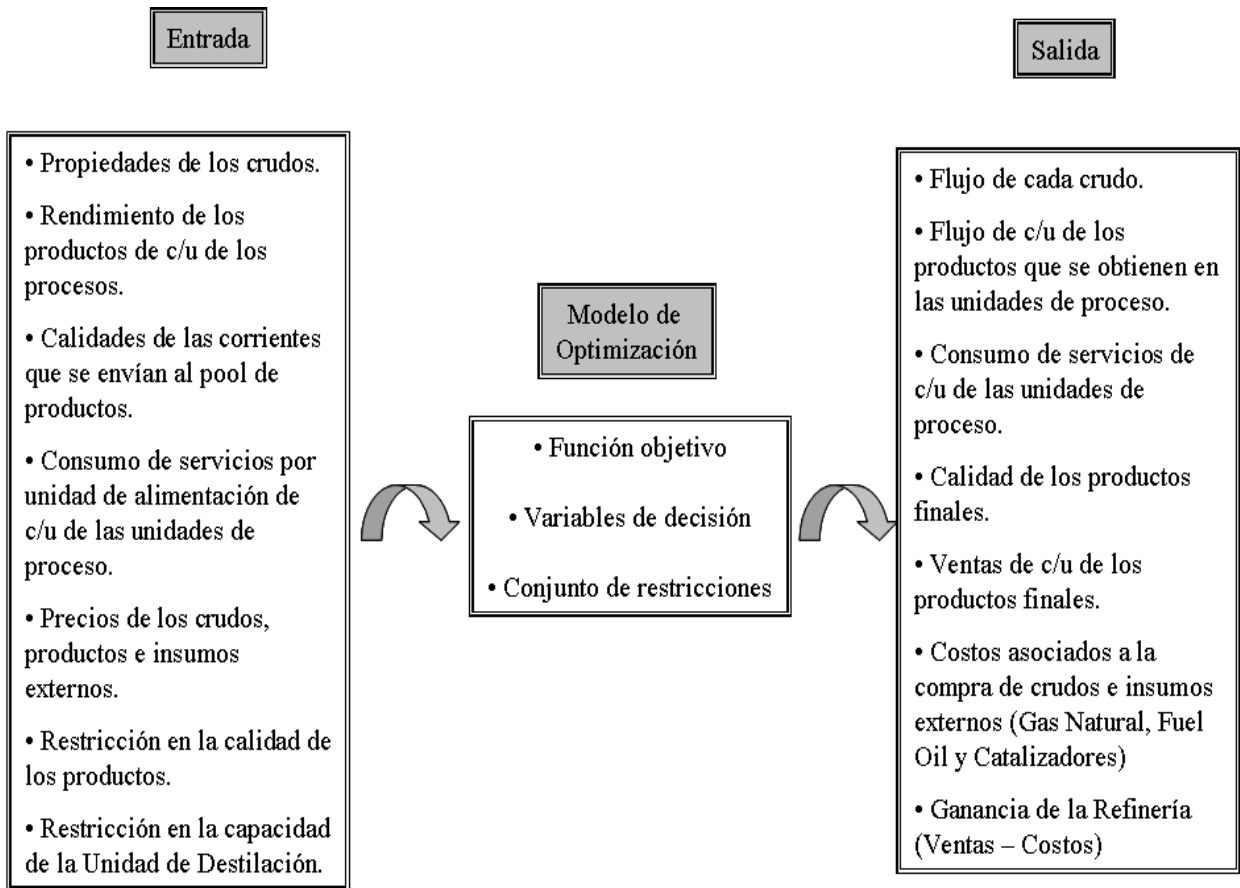 Entrada
• Propiedades de los crudos.
• Rendimiento de los
productos de c/u de los
procesos.
• Calidades de las corrientes
que se envían al pool de
productos.
• Consumo de servicios por
unidad de alimentación de
c/u de las unidades de
proceso.
• Precios de los crudos,
productos e insumos
externos.
• Restricción en la calidad de
los productos.
• Restricción en la capacidad
de la Unidad de Destilación.
Modelo de
Optimización
• Función objetivo
• Variables de decisión
• Conjunto de restricciones
Salida
• Flujo de cada crudo.
• Flujo de c/u de los
productos que se obtienen en
las unidades de proceso.
• Consumo de servicios de
c/u de las unidades de
proceso.
• Calidad de los productos
finales.
• Ventas de c/u de los
productos finales.
• Costos asociados a la
compra de crudos e insumos
externos (Gas Natural, Fuel
Oil y Catalizadores)
• Ganancia de la Refinería
(Ventas – Costos)